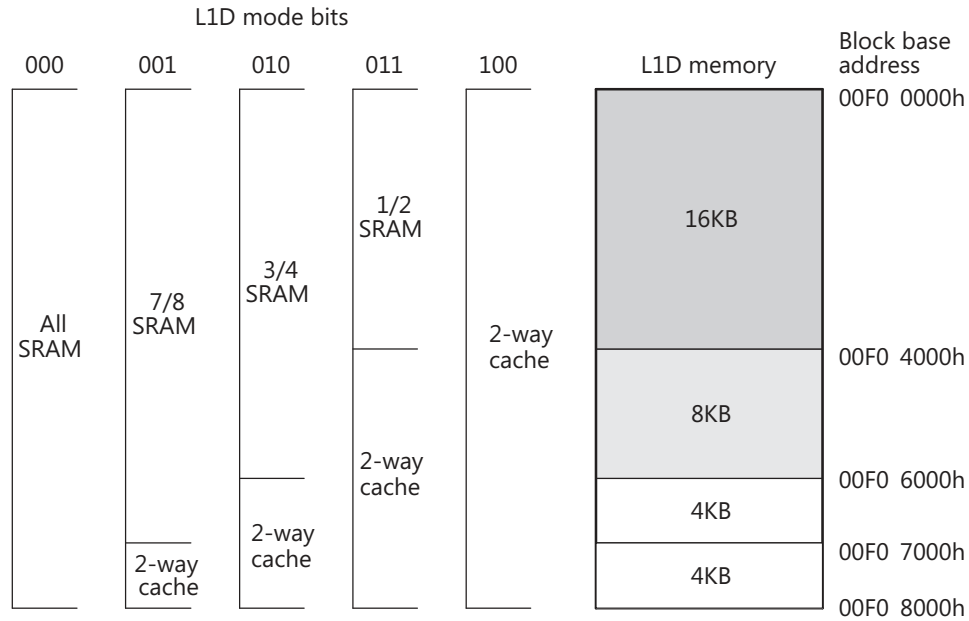 L1D mode bits
000 001 010 011 100 L1D memory Block base
address
00F0 0000h
1/2
SRAM
16KB
3/4
SRAM
7/8
SRAM
All
SRAM
2-way
cache
00F0 4000h
8KB
2-way
cache
00F0 6000h
4KB
2-way
cache
00F0 7000h
2-way
cache
4KB
00F0 8000h